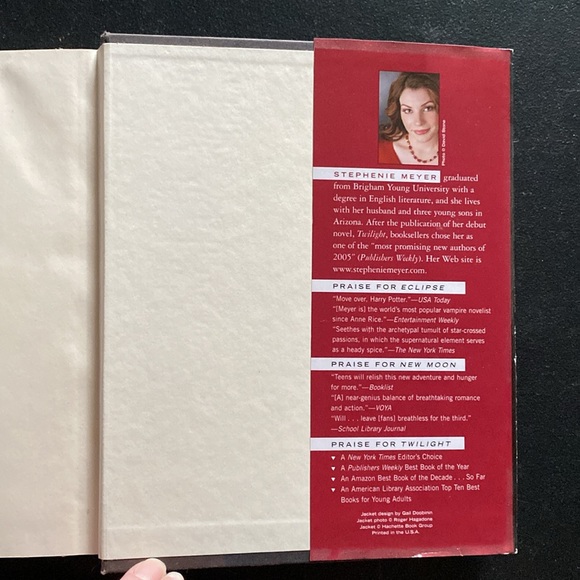 Photo © David Stone
STEPHENIE MEYER graduated
from Brigham Young University with a
degree in English literature, and she lives
with her husband and three young sons in
Arizona. After the publication of her debut
novel, Twilight, booksellers chose her as
one of the "most promising new authors of
2005" (Publishers Weekly). Her Web site is
www.stepheniemeyer.com.
PRAISE FOR ECLIPSE
"Move over, Harry Potter."—USA Today
"[Meyer is] the world's most popular vampire novelist
since Anne Rice."—Entertainment Weekly
"Seethes with the archetypal tumult of star-crossed
passions, in which the supernatural element serves
as a heady spice."—The New York Times
PRAISE FOR NEW MOON
"Teens will relish this new adventure and hunger
for more."—Booklist
"[A] near-genius balance of breathtaking romance
and action."—VOYA
"Will . . . leave [fans] breathless for the third."
—School Library Journal
PRAISE FOR TWILIGHT
♥ A New York Times Editor's Choice
♥ A Publishers Weekly Best Book of the Year
♥ An Amazon Best Book of the Decade . . . So Far
♥ An American Library Association Top Ten Best
Books for Young Adults
Jacket design by Gail Doobinin
Jacket photo © Roger Hagadone
Jacket © Hachette Book Group
Printed in the U.S.A.